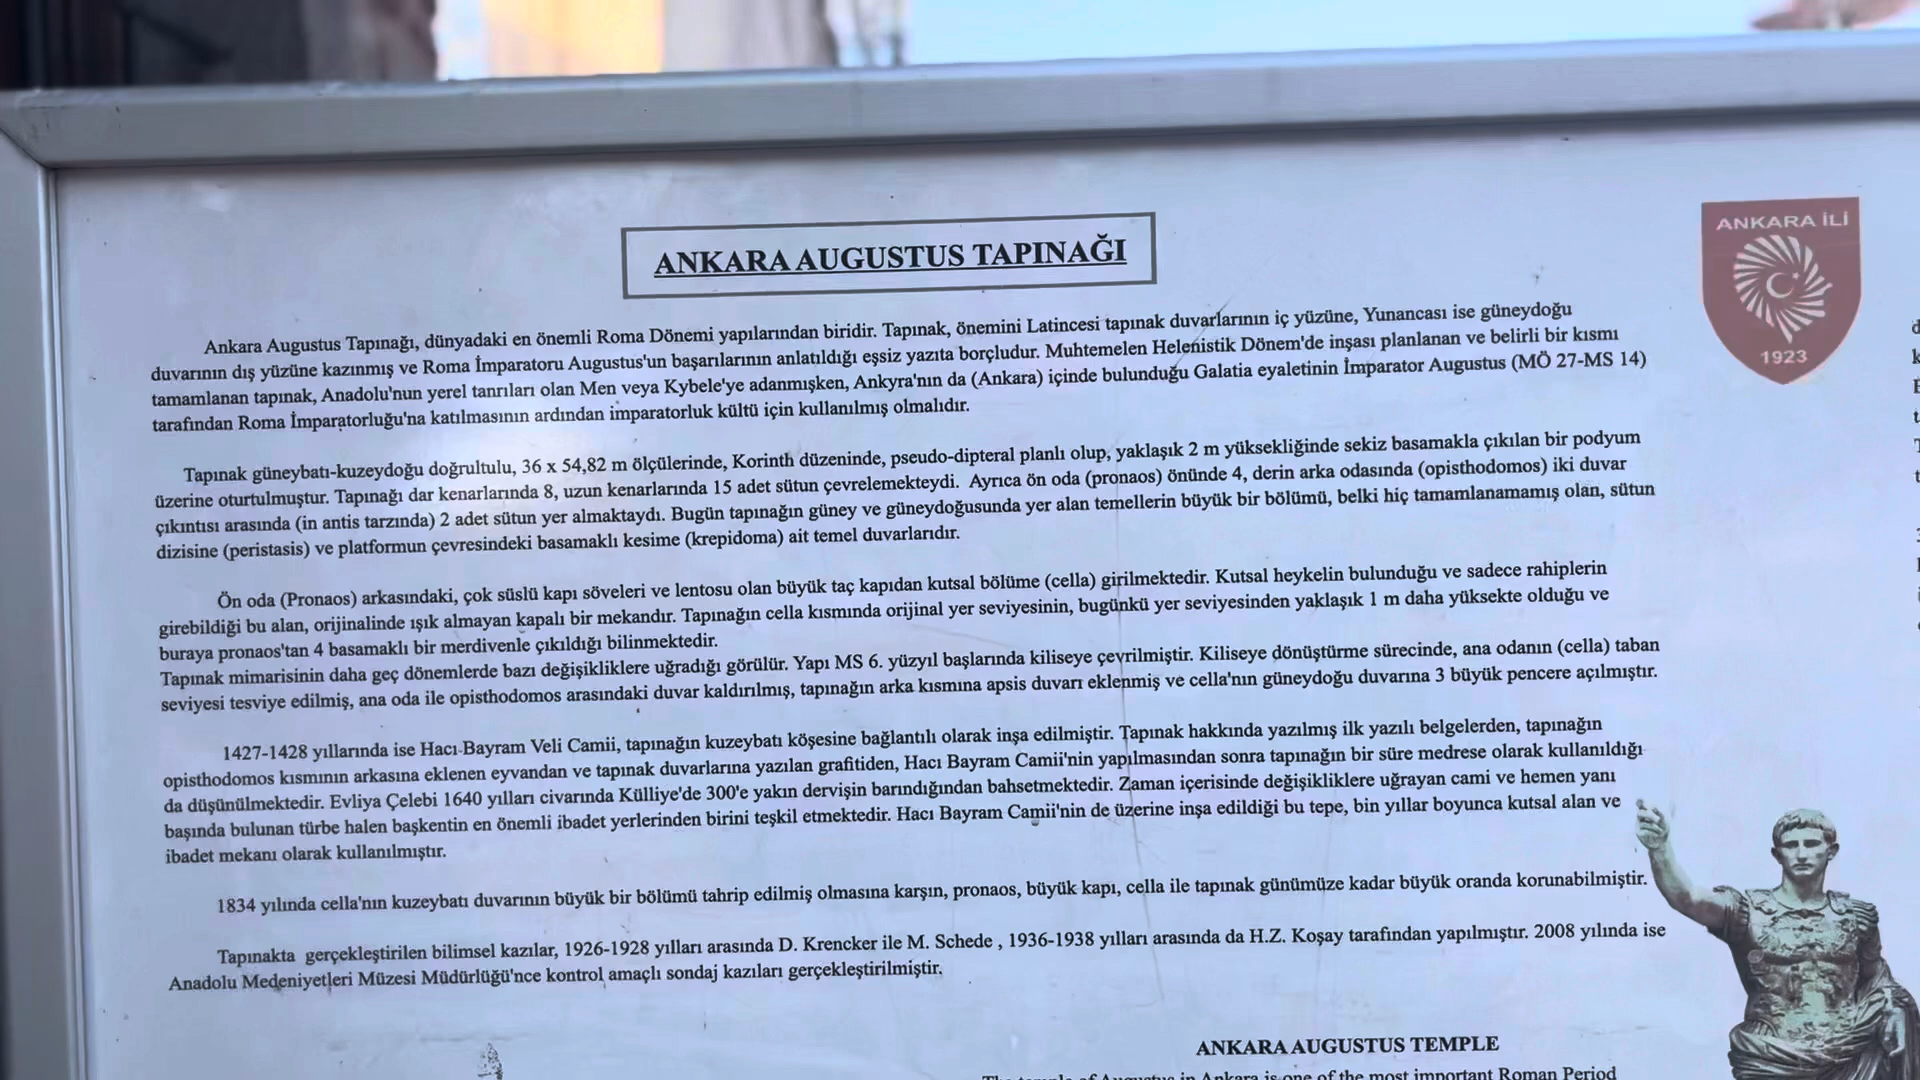 ANKARA AUGUSTUS TAPINAĞI
ANKARA İLİ
1923
Ankara Augustus Tapınağı, dünyadaki en önemli Roma Dönemi yapılarından biridir. Tapınak, önemini Latincesi tapınak duvarlarının iç yüzüne, Yunancası ise güneydoğu
duvarının dış yüzüne kazınmış ve Roma İmparatoru Augustus'un başarılarının anlatıldığı eşsiz yazıta borçludur. Muhtemelen Helenistik Dönem'de inşası planlanan ve belirli bir kısmı
tamamlanan tapınak, Anadolu'nun yerel tanrıları olan Men veya Kybele'ye adanmışken, Ankyra'nın da (Ankara) içinde bulunduğu Galatia eyaletinin İmparator Augustus (MÖ 27-MS 14)
tarafından Roma İmparatorluğu'na katılmasının ardından imparatorluk kültü için kullanılmış olmalıdır.
Tapınak güneybatı-kuzeydoğu doğrultulu, 36 x 54,82 m ölçülerinde, Korinth düzeninde, pseudo-dipteral planlı olup, yaklaşık 2 m yüksekliğinde sekiz basamakla çıkılan bir podyum
üzerine oturtulmuştur. Tapınağı dar kenarlarında 8, uzun kenarlarında 15 adet sütun çevrelemekteydi. Ayrıca ön oda (pronaos) önünde 4, derin arka odasında (opisthodomos) iki duvar
çıkıntısı arasında (in antis tarzında) 2 adet sütun yer almaktaydı. Bugün tapınağın güney ve güneydoğusunda yer alan temellerin büyük bir bölümü, belki hiç tamamlanamamış olan, sütun
dizisine (peristasis) ve platformun çevresindeki basamaklı kesime (krepidoma) ait temel duvarlarıdır.
Ön oda (Pronaos) arkasındaki, çok süslü kapı söveleri ve lentosu olan büyük taç kapıdan kutsal bölüme (cella) girilmektedir. Kutsal heykelin bulunduğu ve sadece rahiplerin
girebildiği bu alan, orijinalinde ışık almayan kapalı bir mekandır. Tapınağın cella kısmında orijinal yer seviyesinin, bugünkü yer seviyesinden yaklaşık 1 m daha yüksekte olduğu ve
buraya pronaos'tan 4 basamaklı bir merdivenle çıkıldığı bilinmektedir.
Tapınak mimarisinin daha geç dönemlerde bazı değişikliklere uğradığı görülür. Yapı MS 6. yüzyıl başlarında kiliseye çevrilmiştir. Kiliseye dönüştürme sürecinde, ana odanın (cella) taban
seviyesi tesviye edilmiş, ana oda ile opisthodomos arasındaki duvar kaldırılmış, tapınağın arka kısmına apsis duvarı eklenmiş ve cella'nın güneydoğu duvarına 3 büyük pencere açılmıştır.
1427-1428 yıllarında ise Hacı Bayram Veli Camii, tapınağın kuzeybatı köşesine bağlantılı olarak inşa edilmiştir. Tapınak hakkında yazılmış ilk yazılı belgelerden, tapınağın
opisthodomos kısmının arkasına eklenen eyvandan ve tapınak duvarlarına yazılan grafitiden, Hacı Bayram Camii'nin yapılmasından sonra tapınağın bir süre medrese olarak kullanıldığı
da düşünülmektedir. Evliya Çelebi 1640 yılları civarında Külliye'de 300'e yakın dervişin barındığından bahsetmektedir. Zaman içerisinde değişikliklere uğrayan cami ve hemen yanı
başında bulunan türbe halen başkentin en önemli ibadet yerlerinden birini teşkil etmektedir. Hacı Bayram Camii'nin de üzerine inşa edildiği bu tepe, bin yıllar boyunca kutsal alan ve
ibadet mekanı olarak kullanılmıştır.
1834 yılında cella'nın kuzeybatı duvarının büyük bir bölümü tahrip edilmiş olmasına karşın, pronaos, büyük kapı, cella ile tapınak günümüze kadar büyük oranda korunabilmiştir.
Tapınakta gerçekleştirilen bilimsel kazılar, 1926-1928 yılları arasında D. Krencker ile M. Schede , 1936-1938 yılları arasında da H.Z. Koşay tarafından yapılmıştır. 2008 yılında ise
Anadolu Medeniyetleri Müzesi Müdürlüğü'nce kontrol amaçlı sondaj kazıları gerçekleştirilmiştir.
ANKARA AUGUSTUS TEMPLE
The temple of Augustus in Ankara is one of the most important Roman Period